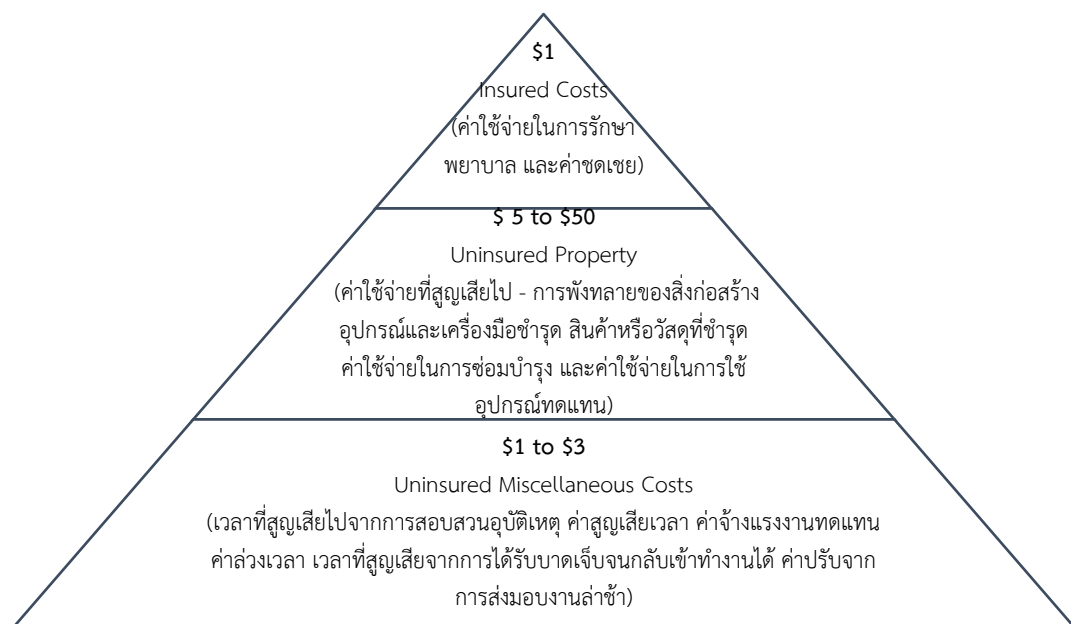 $1
Insured Costs
(ค่าใช้จ่ายในการรักษา
พยาบาล และค่าชดเชย)
$ 5 to $50
Uninsured Property
(ค่าใช้จ่ายที่สูญเสียไป - การพังทลายของสิ่งก่อสร้าง
อุปกรณ์และเครื่องมือชำรุด สินค้าหรือวัสดุที่ชำรุด
ค่าใช้จ่ายในการซ่อมบำรุง และค่าใช้จ่ายในการใช้
อุปกรณ์ทดแทน)
$1 to $3
Uninsured Miscellaneous Costs
(เวลาที่สูญเสียไปจากการสอบสวนอุบัติเหตุ ค่าสูญเสียเวลา ค่าจ้างแรงงานทดแทน
ค่าล่วงเวลา เวลาที่สูญเสียจากการได้รับบาดเจ็บจนกลับเข้าทำงานได้ ค่าปรับจาก
การส่งมอบงานล่าช้า)